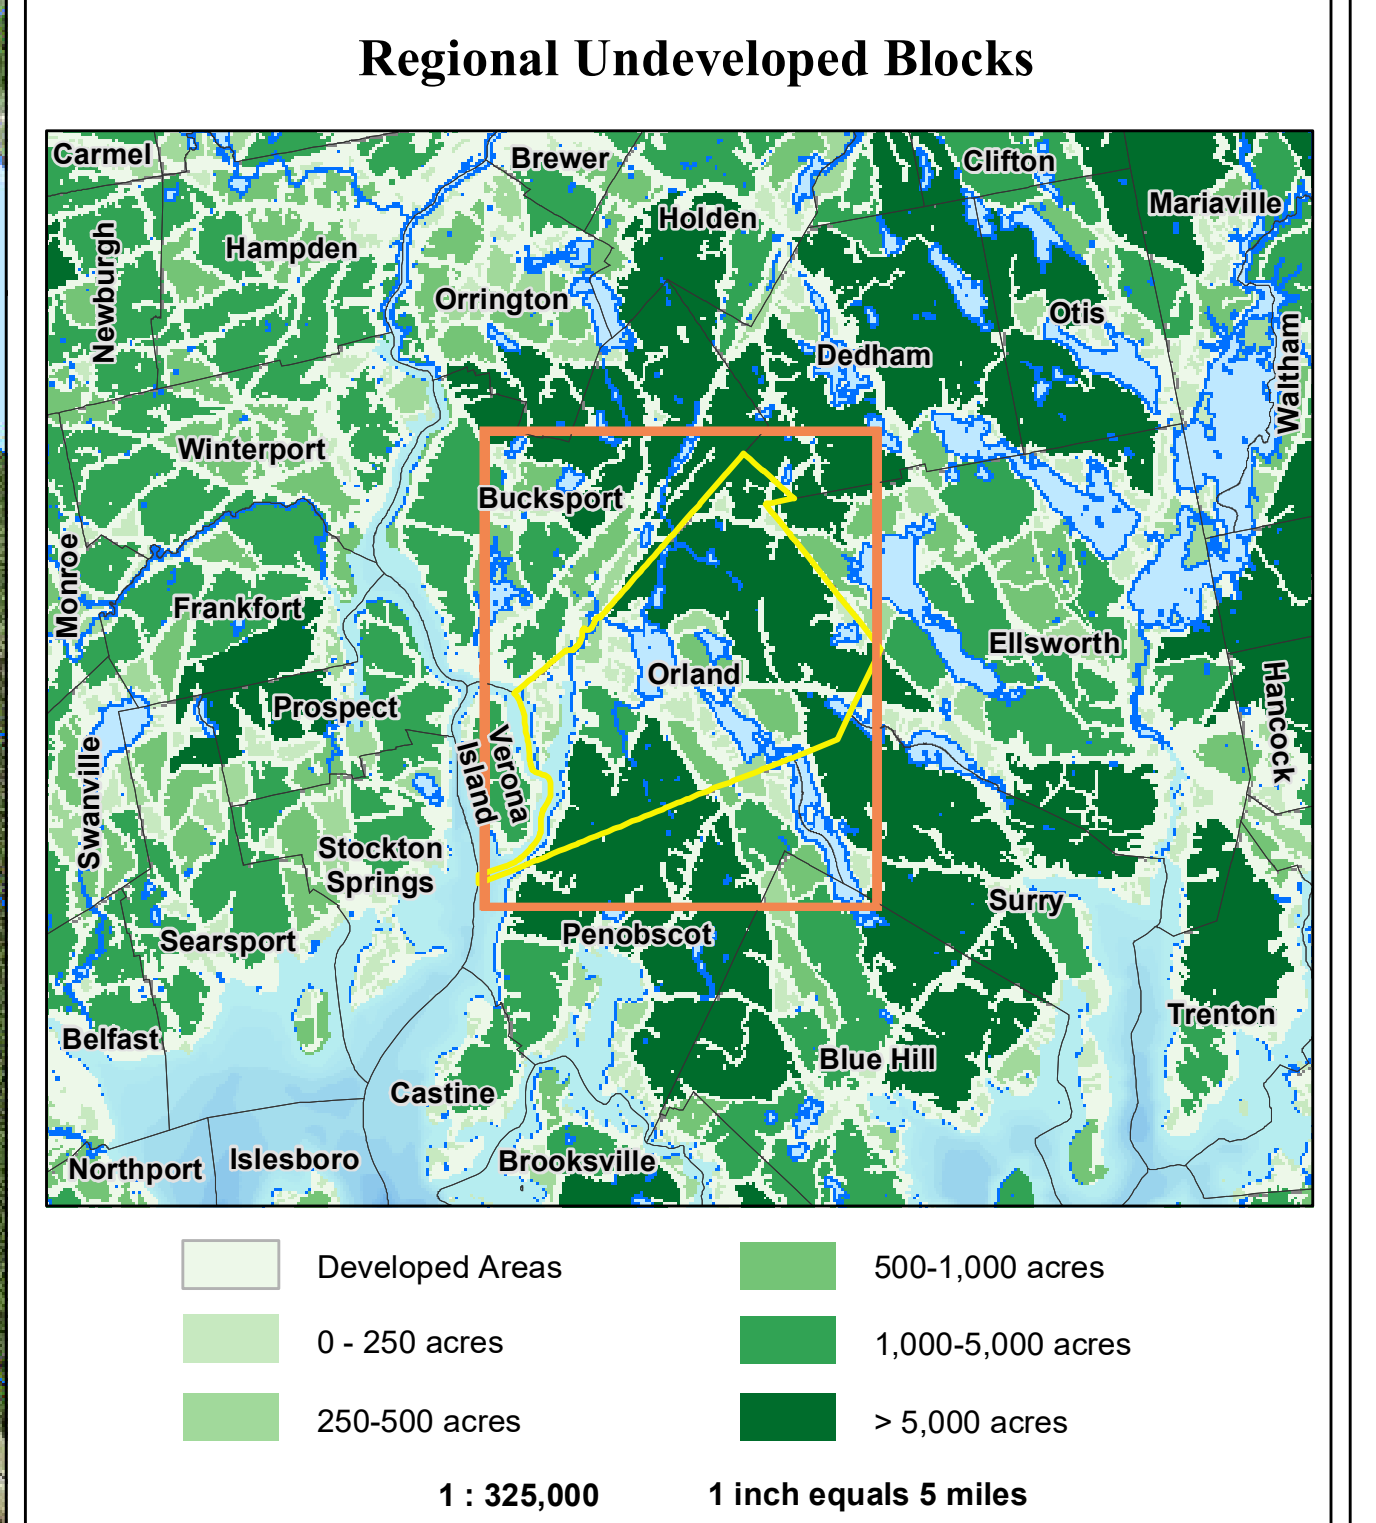 Regional Undeveloped Blocks
Carmel
Brewer
Clifton
Holden
Mariaville
Newburgh
Hampden
Orrington
Otis
Waltham
Dedham
Winterport
Bucksport
Monroe
Frankfort
Ellsworth
Orland
Hancock
Prospect
Verona
Island
Swanville
Stockton
Springs
Surry
Searsport
Penobscot
Trenton
Belfast
Blue Hill
Castine
Northport
Islesboro
Brooksville
Developed Areas
0 - 250 acres
250-500 acres
500-1,000 acres
1,000-5,000 acres
> 5,000 acres
1 : 325,000
1 inch equals 5 miles